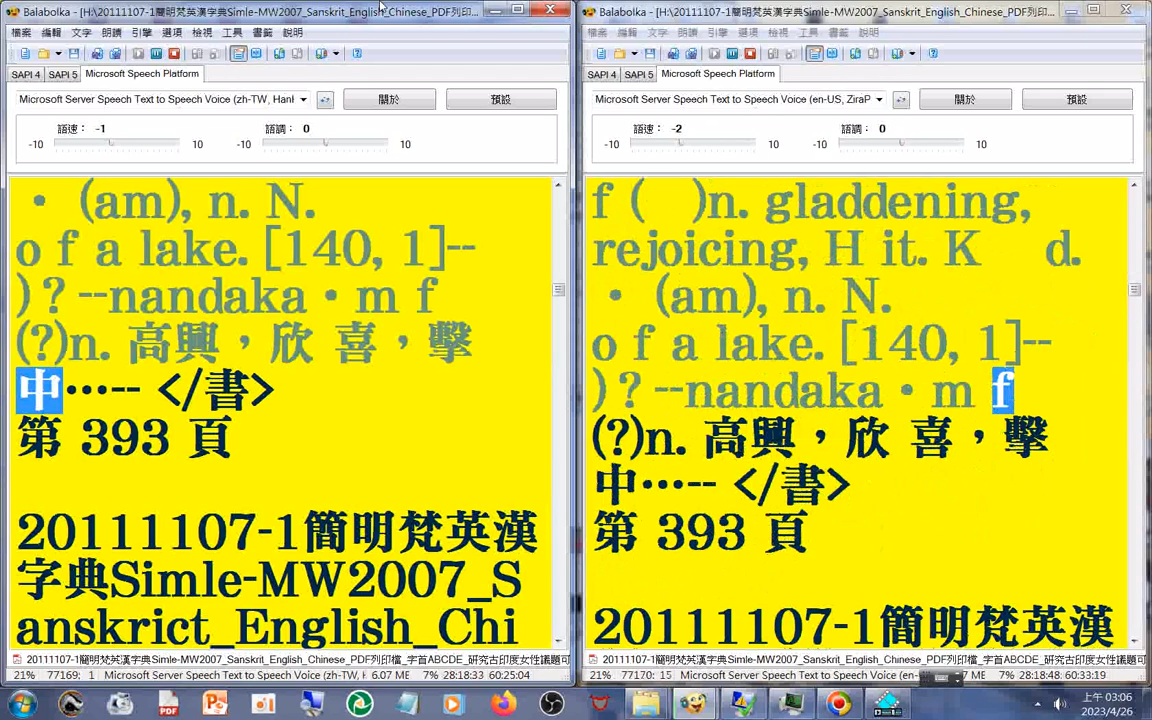 Balabolka - [H:\20111107-1簡明梵英漢字典Simle-MW2007_Sanskrit_English_Chinese_PDF列印...
檔案 編輯 文字 朗讀 引擎 選項 檢視 工具 書籤 說明
SAPI 4 SAPI 5 Microsoft Speech Platform
Microsoft Server Speech Text to Speech Voice (zh-TW, HanH
關於 預設
語速： -1 語調： 0
-10 10 -10 10
• (am), n. N.
o f a lake. [140, 1]--
)？--nandaka • m f
(?)n. 高興，欣 喜，擊
中…-- </書>
第 393 頁
20111107-1簡明梵英漢
字典Simle-MW2007_S
anskrict_English_Chi
20111107-1簡明梵英漢字典Simle-MW2007_Sanskrit_English_Chinese_PDF列印檔_字首ABCDE_研究古印度女性議題可
21% 77169: 1 Microsoft Server Speech Text to Speech Voice (zh-TW, H 6.07 MB 7% 28:18:33 60:25:04
Balabolka - [H:\20111107-1簡明梵英漢字典Simle-MW2007_Sanskrit_English_Chinese_PDF列印...
檔案 編輯 文字 朗讀 引擎 選項 檢視 工具 書籤 說明
SAPI 4 SAPI 5 Microsoft Speech Platform
Microsoft Server Speech Text to Speech Voice (en-US, ZiraP
關於 預設
語速： -2 語調： 0
-10 10 -10 10
f ( )n. gladdening,
rejoicing, H it. K d.
• (am), n. N.
o f a lake. [140, 1]--
)？--nandaka • m f
(?)n. 高興，欣 喜，擊
中…-- </書>
第 393 頁
20111107-1簡明梵英漢
20111107-1簡明梵英漢字典Simle-MW2007_Sanskrit_English_Chinese_PDF列印檔_字首ABCDE_研究古印度女性議題可
21% 77170: 15 Microsoft Server Speech Text to Speech Voice 7% 28:18:48 60:33:19
上午 03:06
2023/4/26